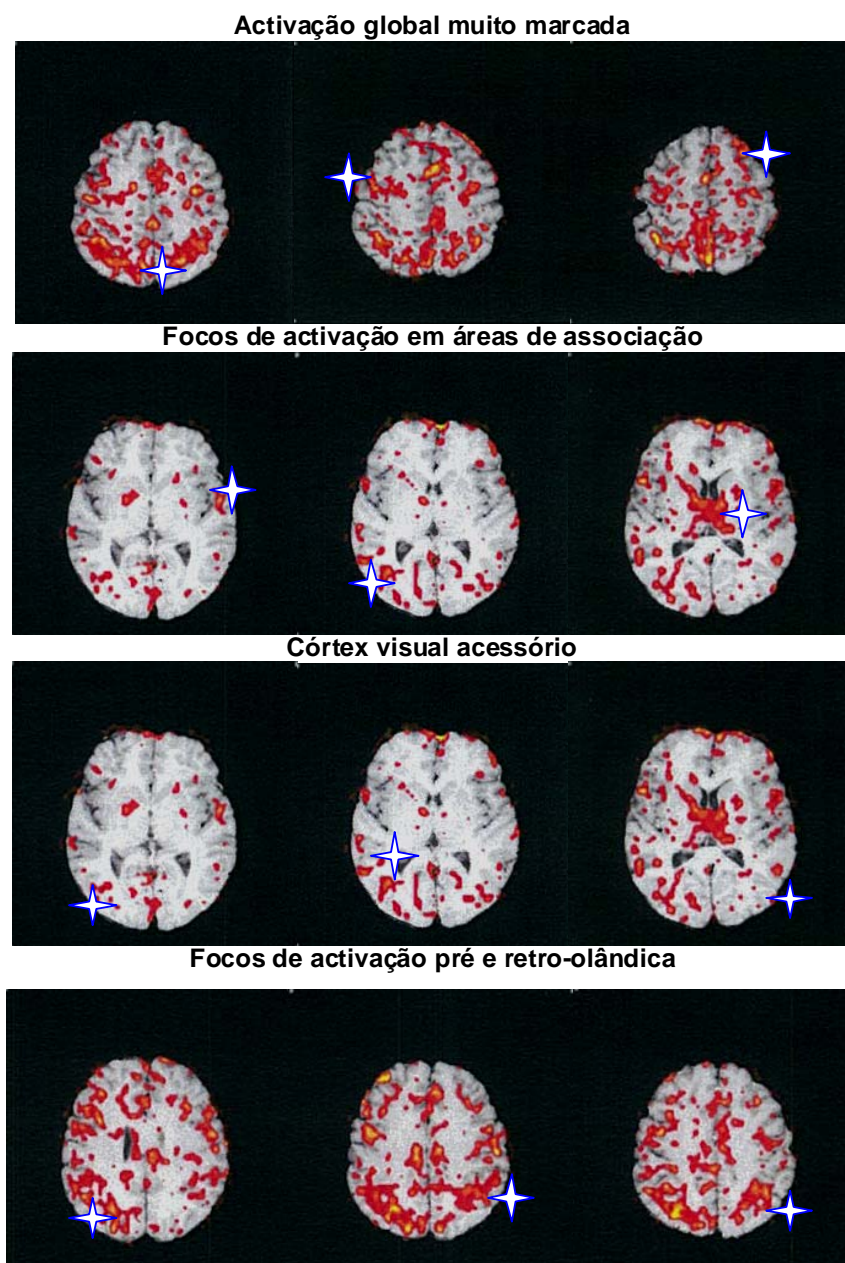 Activação global muito marcada
Focos de activação em áreas de associação
Córtex visual acessório
Focos de activação pré e retro-olândica